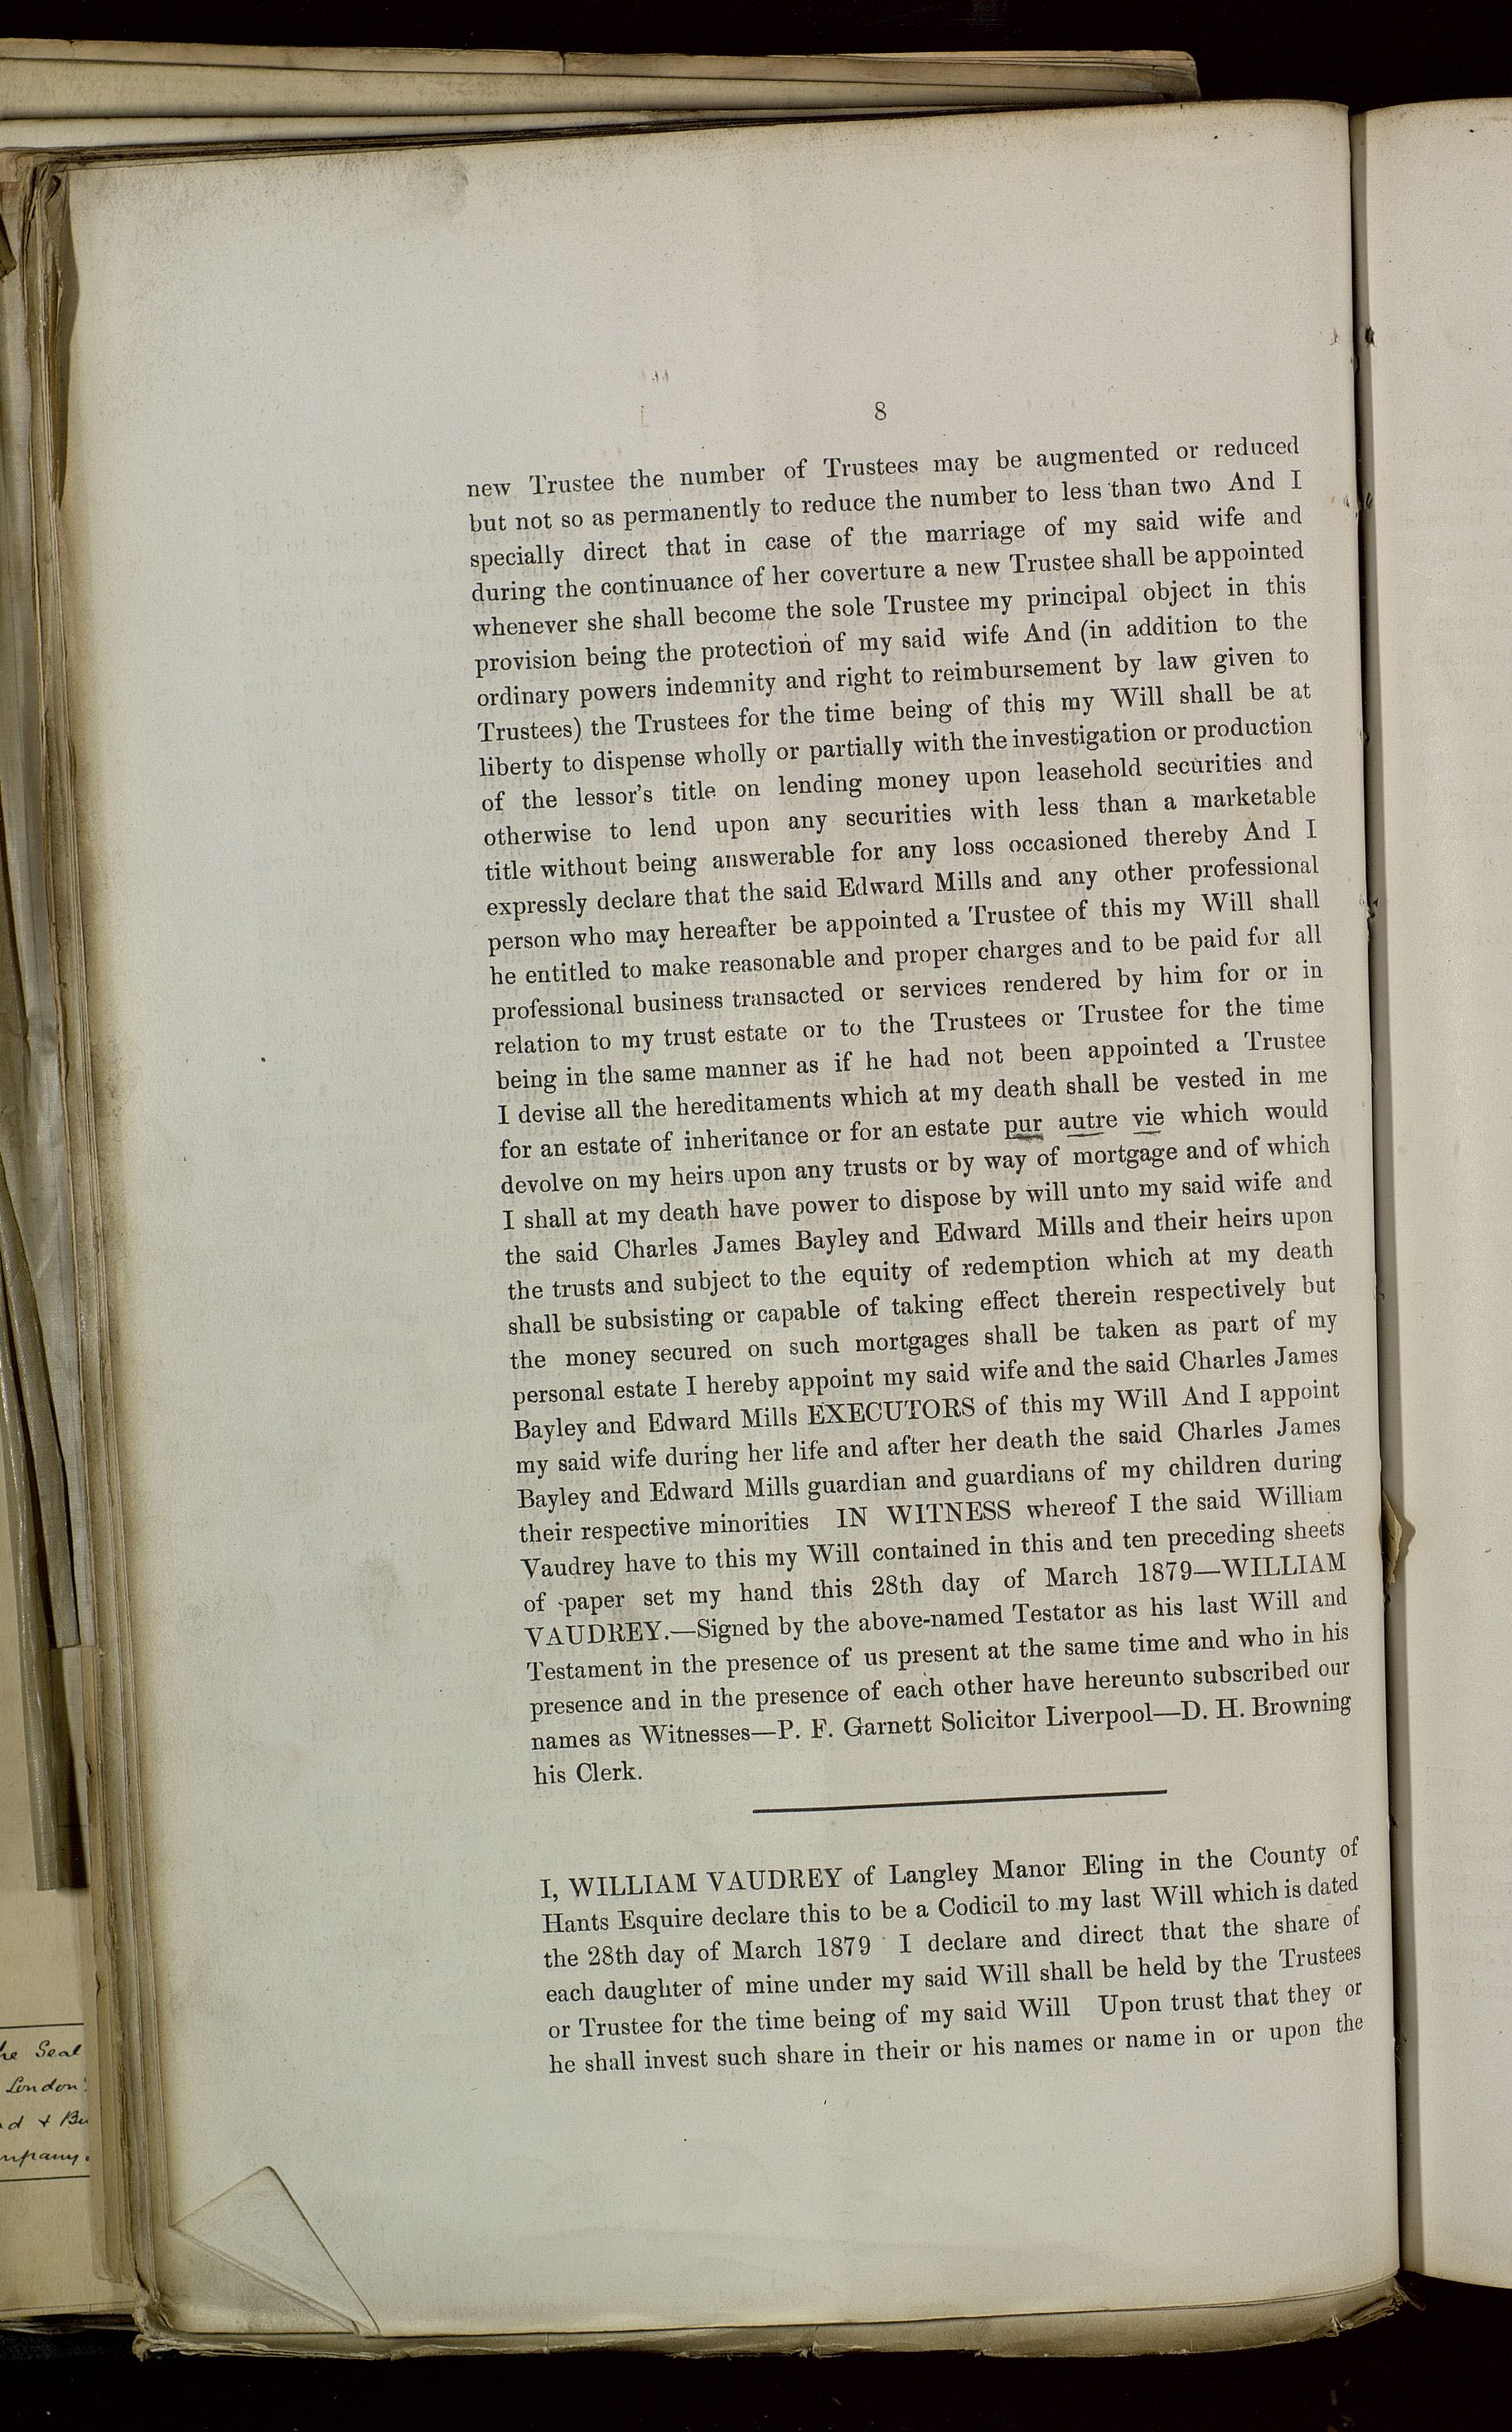 8
new Trustee the number of Trustees may be augmented or reduced
but not so as permanently to reduce the number to less than two And I
specially direct that in case of the marriage of my said wife and
during the continuance of her coverture a new Trustee shall be appointed
whenever she shall become the sole Trustee my principal object in this
provision being the protection of my said wife And (in addition to the
ordinary powers indemnity and right to reimbursement by law given to
Trustees) the Trustees for the time being of this my Will shall be at
liberty to dispense wholly or partially with the investigation or production
of the lessor's title on lending money upon leasehold securities and
otherwise to lend upon any securities with less than a marketable
title without being answerable for any loss occasioned thereby And I
expressly declare that the said Edward Mills and any other professional
person who may hereafter be appointed a Trustee of this my Will shall
he entitled to make reasonable and proper charges and to be paid for all
professional business transacted or services rendered by him for or in
relation to my trust estate or to the Trustees or Trustee for the time
being in the same manner as if he had not been appointed a Trustee
I devise all the hereditaments which at my death shall be vested in me
for an estate of inheritance or for an estate pur autre vie which would
devolve on my heirs upon any trusts or by way of mortgage and of which
I shall at my death have power to dispose by will unto my said wife and
the said Charles James Bayley and Edward Mills and their heirs upon
the trusts and subject to the equity of redemption which at my death
shall be subsisting or capable of taking effect therein respectively but
the money secured on such mortgages shall be taken as part of my
personal estate I hereby appoint my said wife and the said Charles James
Bayley and Edward Mills EXECUTORS of this my Will And I appoint
my said wife during her life and after her death the said Charles James
Bayley and Edward Mills guardian and guardians of my children during
their respective minorities IN WITNESS whereof I the said William
Vaudrey have to this my Will contained in this and ten preceding sheets
of paper set my hand this 28th day of March 1879—WILLIAM
VAUDREY.—Signed by the above-named Testator as his last Will and
Testament in the presence of us present at the same time and who in his
presence and in the presence of each other have hereunto subscribed our
names as Witnesses—P. F. Garnett Solicitor Liverpool—D. H. Browning
his Clerk.
I, WILLIAM VAUDREY of Langley Manor Eling in the County of
Hants Esquire declare this to be a Codicil to my last Will which is dated
the 28th day of March 1879 I declare and direct that the share of
each daughter of mine under my said Will shall be held by the Trustees
or Trustee for the time being of my said Will Upon trust that they or
he shall invest such share in their or his names or name in or upon the
Seal
London